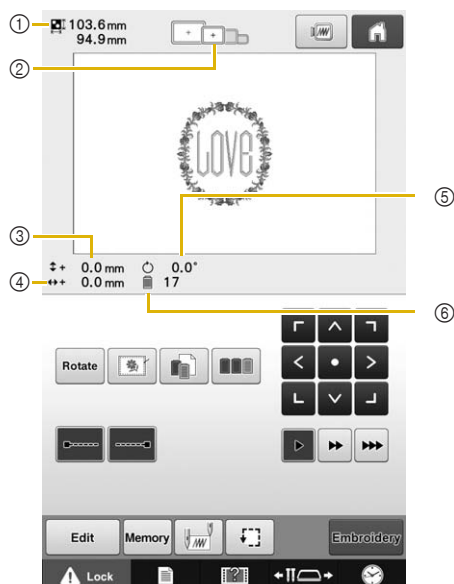 ① 103.6 mm
94.9 mm
②
LOVE
⑤
③
④
+ 0.0 mm 0.0°
+ 0.0 mm 17
⑥
Rotate
Edit Memory Embroidery
Lock ? - +